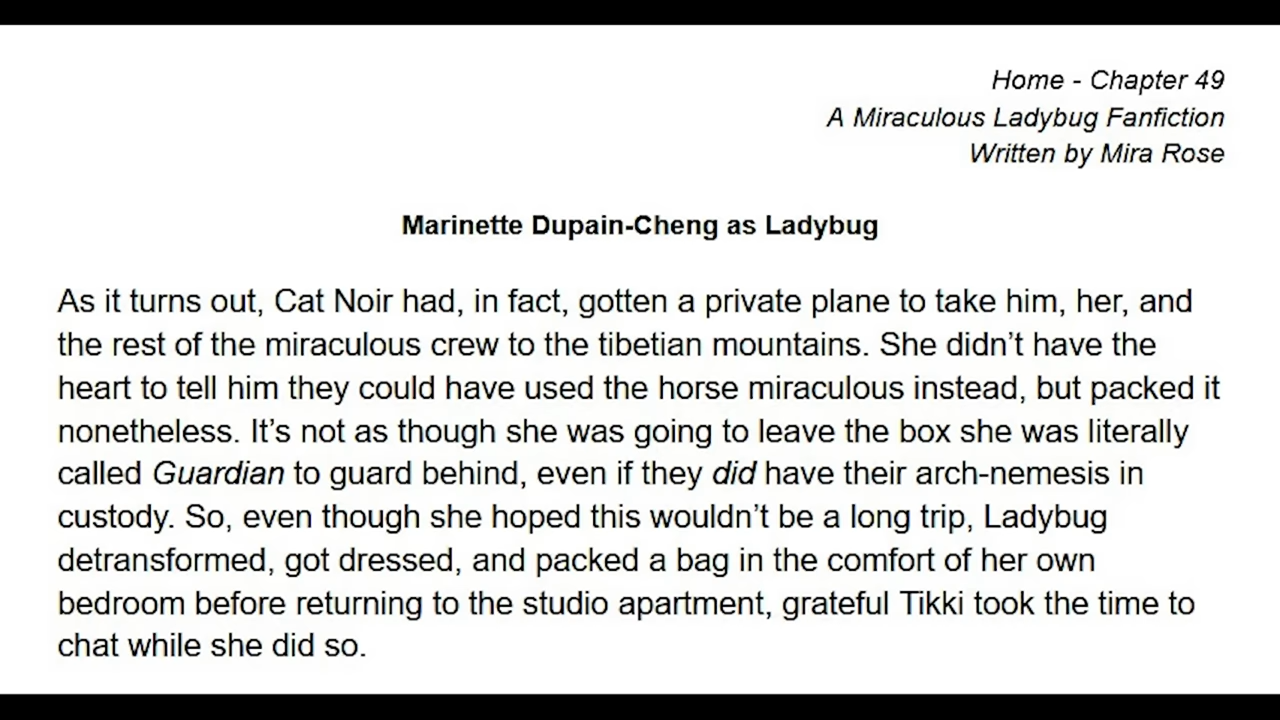 Home - Chapter 49
A Miraculous Ladybug Fanfiction
Written by Mira Rose
Marinette Dupain-Cheng as Ladybug
As it turns out, Cat Noir had, in fact, gotten a private plane to take him, her, and
the rest of the miraculous crew to the tibetian mountains. She didn’t have the
heart to tell him they could have used the horse miraculous instead, but packed it
nonetheless. It’s not as though she was going to leave the box she was literally
called Guardian to guard behind, even if they did have their arch-nemesis in
custody. So, even though she hoped this wouldn’t be a long trip, Ladybug
detransformed, got dressed, and packed a bag in the comfort of her own
bedroom before returning to the studio apartment, grateful Tikki took the time to
chat while she did so.